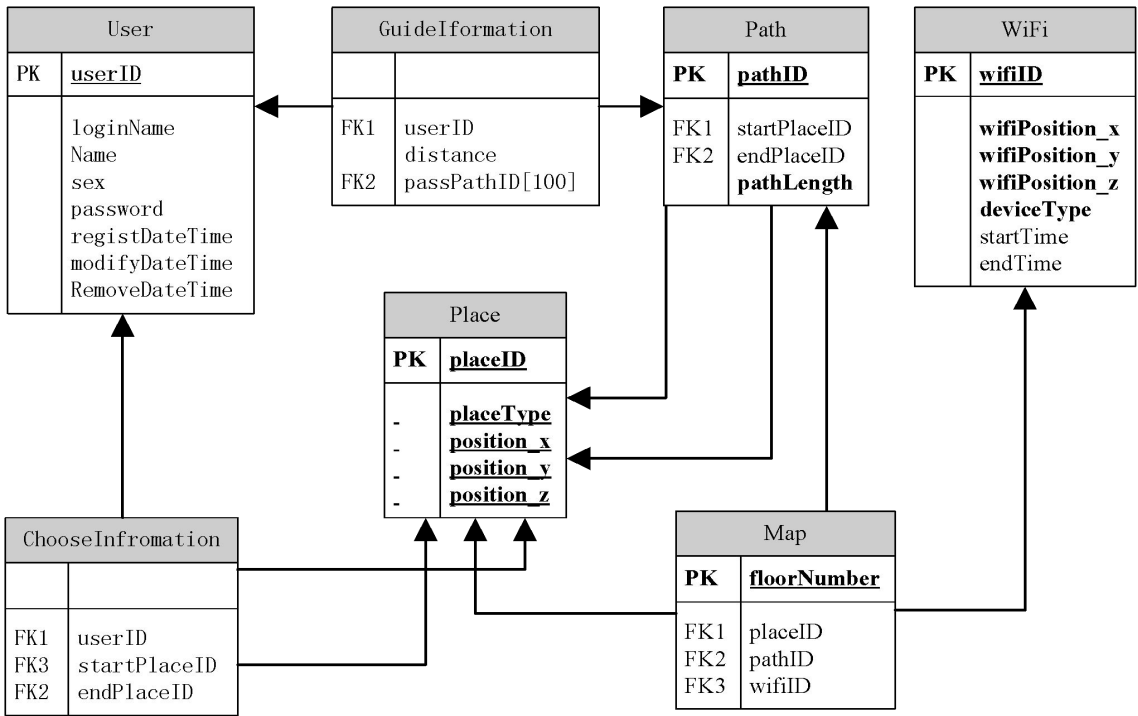 User
PK userID
loginName
Name
sex
password
registDateTime
modifyDateTime
RemoveDateTime
GuideIformation
FK1 userID
distance
FK2 passPathID[100]
Path
PK pathID
FK1 startPlaceID
FK2 endPlaceID
pathLength
WiFi
PK wifiID
wifiPosition_x
wifiPosition_y
wifiPosition_z
deviceType
startTime
endTime
Place
PK placeID
- placeType
- position_x
- position_y
- position_z
ChooseInfromation
FK1 userID
FK3 startPlaceID
FK2 endPlaceID
Map
PK floorNumber
FK1 placeID
FK2 pathID
FK3 wifiID